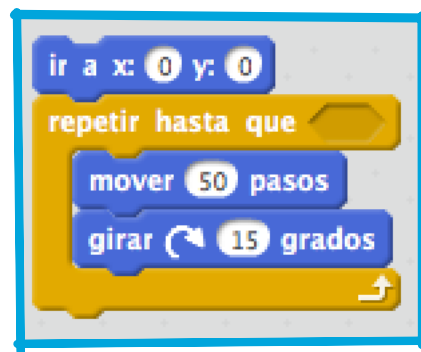 ir a x: 0 y: 0
repetir hasta que
mover 50 pasos
girar 15 grados